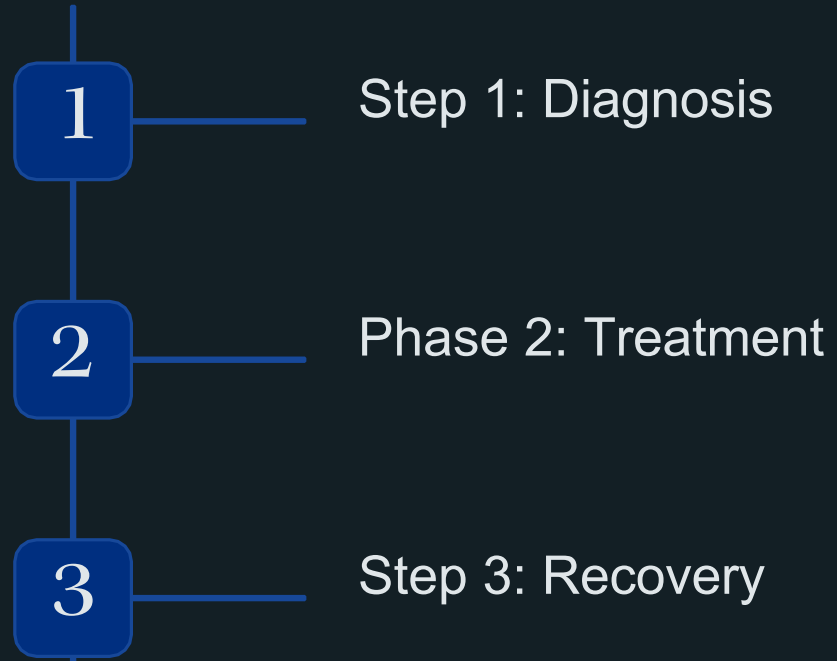 1
Step 1: Diagnosis
2
Phase 2: Treatment
3
Step 3: Recovery